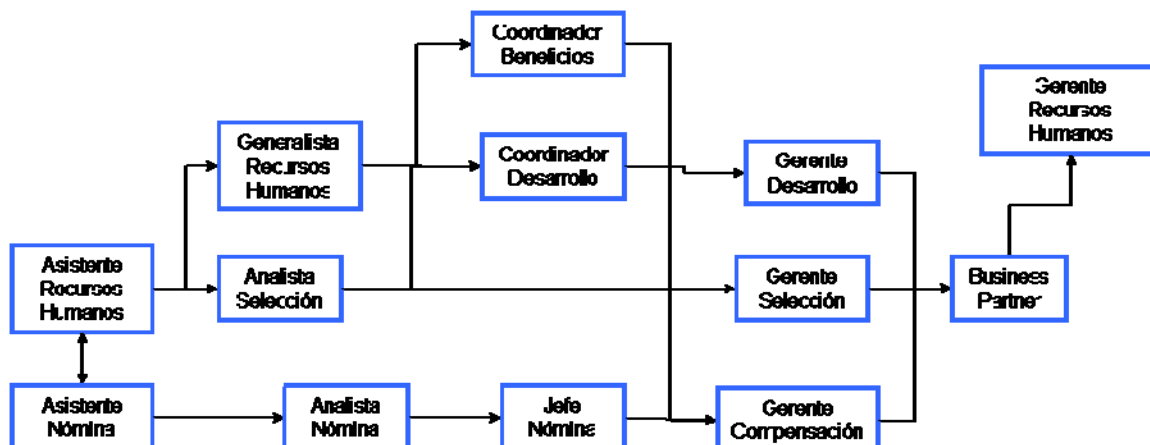 Coordinador
Beneficios
Gerente
Recursos
Humanos
Generalista
Recursos
Humanos
Coordinador
Desarrollo
Gerente
Desarrollo
Asistente
Recursos
Humanos
Analista
Selección
Gerente
Selección
Business
Partner
Asistente
Nómina
Analista
Nómina
Jefe
Nómina
Gerente
Compensación